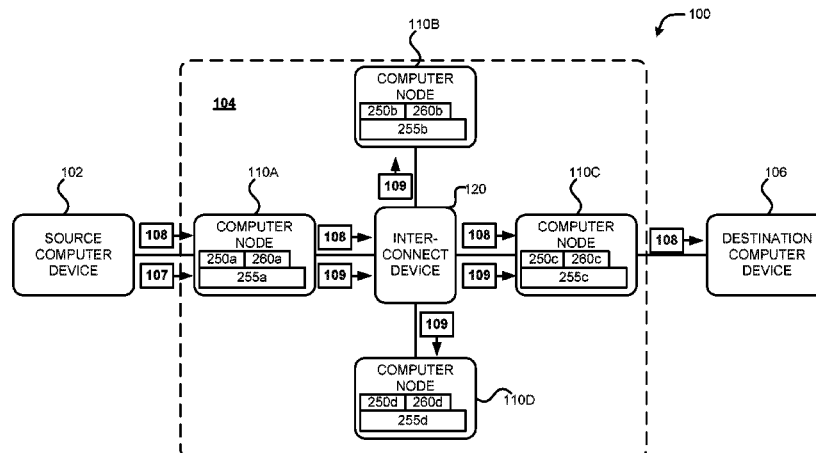 100
110B
104
COMPUTER
NODE
250b 260b
255b
102
110A
109
120
110C
106
SOURCE
COMPUTER
DEVICE
108
107
COMPUTER
NODE
250a 260a
255a
108
109
INTER-
CONNECT
DEVICE
108
109
COMPUTER
NODE
250c 260c
255c
108
DESTINATION
COMPUTER
DEVICE
109
COMPUTER
NODE
250d 260d
255d
110D